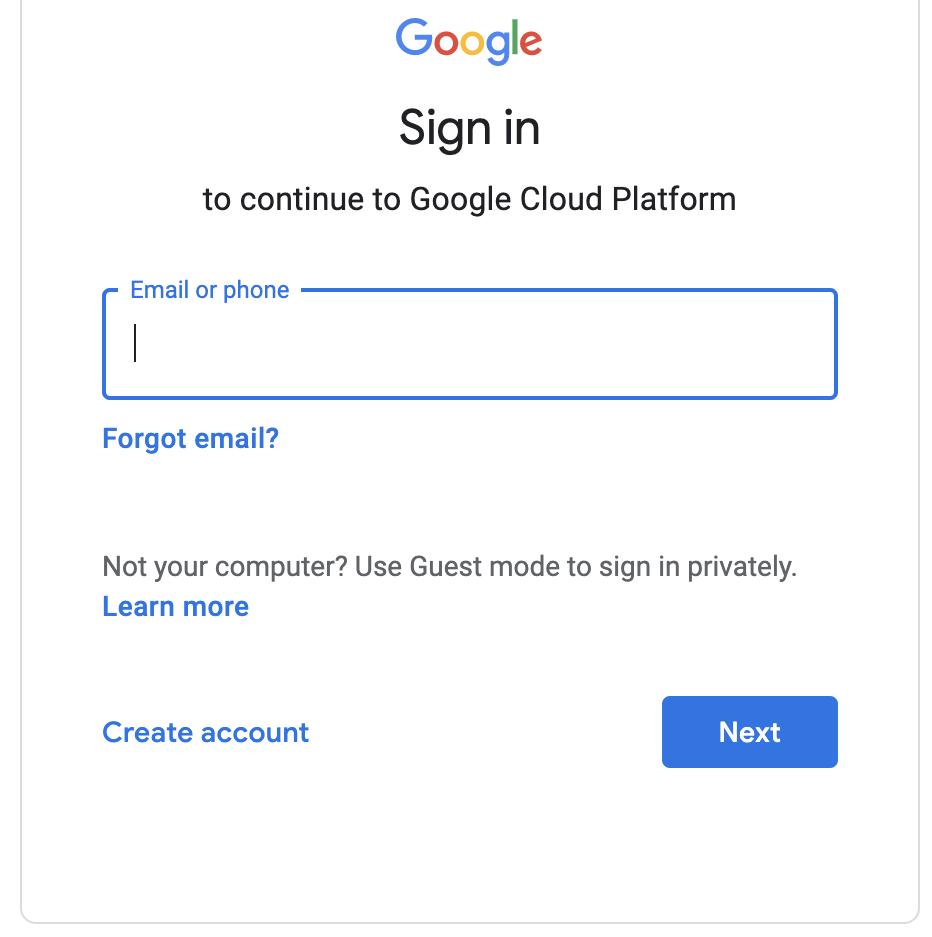 Google
Sign in
to continue to Google Cloud Platform
Email or phone
Forgot email?
Not your computer? Use Guest mode to sign in privately.
Learn more
Create account
Next